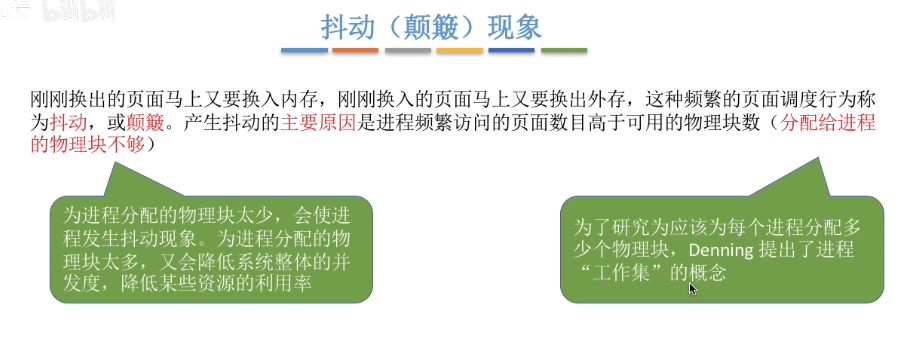 bilibili
抖动（颠簸）现象
刚刚换出的页面马上又要换入内存，刚刚换入的页面马上又要换出外存，这种频繁的页面调度行为称
为抖动，或颠簸。产生抖动的主要原因是进程频繁访问的页面数目高于可用的物理块数（分配给进程
的物理块不够）
为进程分配的物理块太少，会使进
程发生抖动现象。为进程分配的物
理块太多，又会降低系统整体的并
发度，降低某些资源的利用率
为了研究为应该为每个进程分配多
少个物理块，Denning 提出了进程
“工作集”的概念